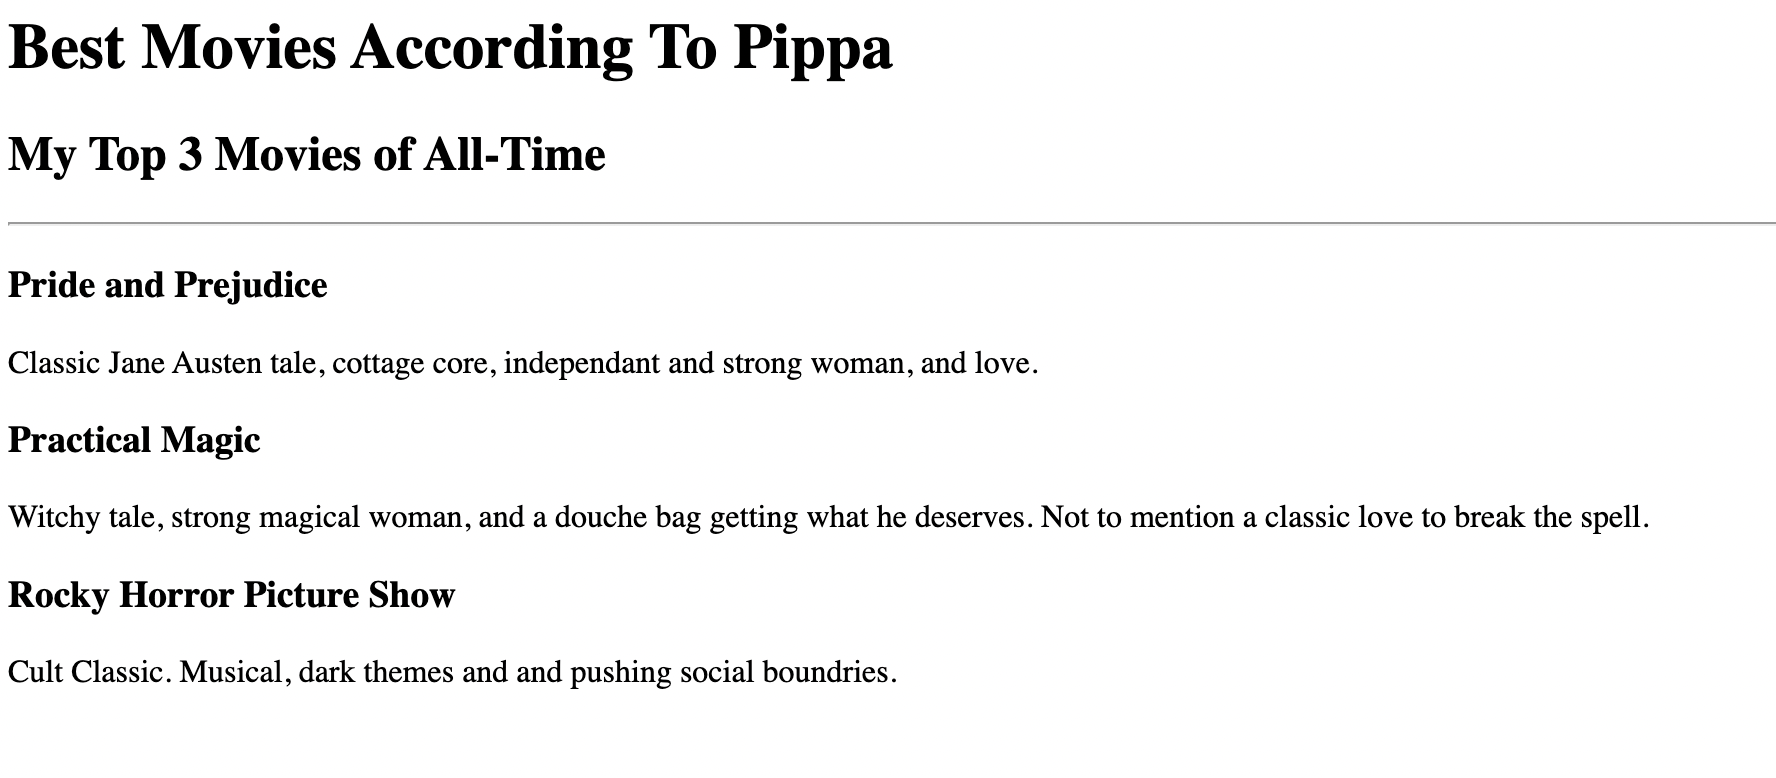 Best Movies According To Pippa
My Top 3 Movies of All-Time
Pride and Prejudice
Classic Jane Austen tale, cottage core, independant and strong woman, and love.
Practical Magic
Witchy tale, strong magical woman, and a douche bag getting what he deserves. Not to mention a classic love to break the spell.
Rocky Horror Picture Show
Cult Classic. Musical, dark themes and and pushing social boundries.